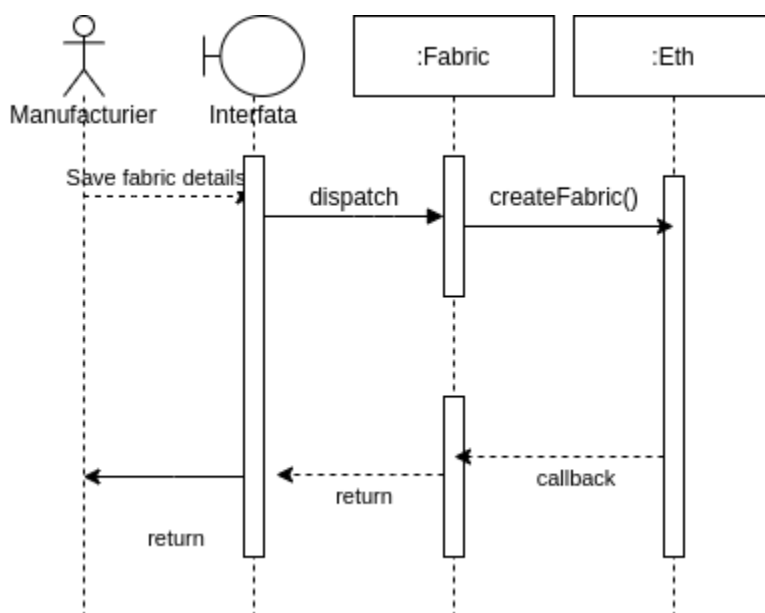 :Fabric
:Eth
Manufacturier
Interfata
Save fabric details
dispatch
createFabric()
callback
return
return